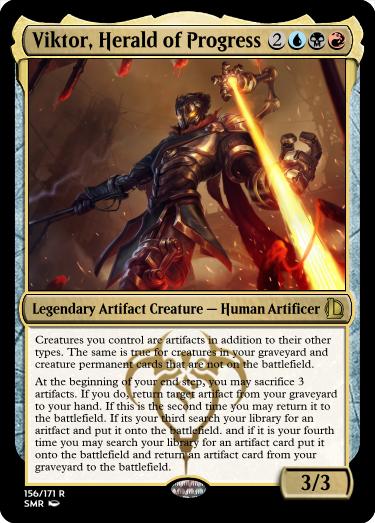 Viktor, Herald of Progress 2
Legendary Artifact Creature — Human Artificer
Creatures you control are artifacts in addition to their other
types. The same is true for creatures in your graveyard and
creature permanent cards that are not on the battlefield.
At the beginning of your end step, you may sacrifice 3
artifacts. If you do, return target artifact from your graveyard
to your hand. If this is the second time you may return it to
the battlefield. If its your third search your library for an
artifact and put it onto the battlefield. and if it is your fourth
time you may search your library for an artifact card put it
onto the battlefield and return an artifact card from your
graveyard to the battlefield.
3/3
156/171 R
SMR